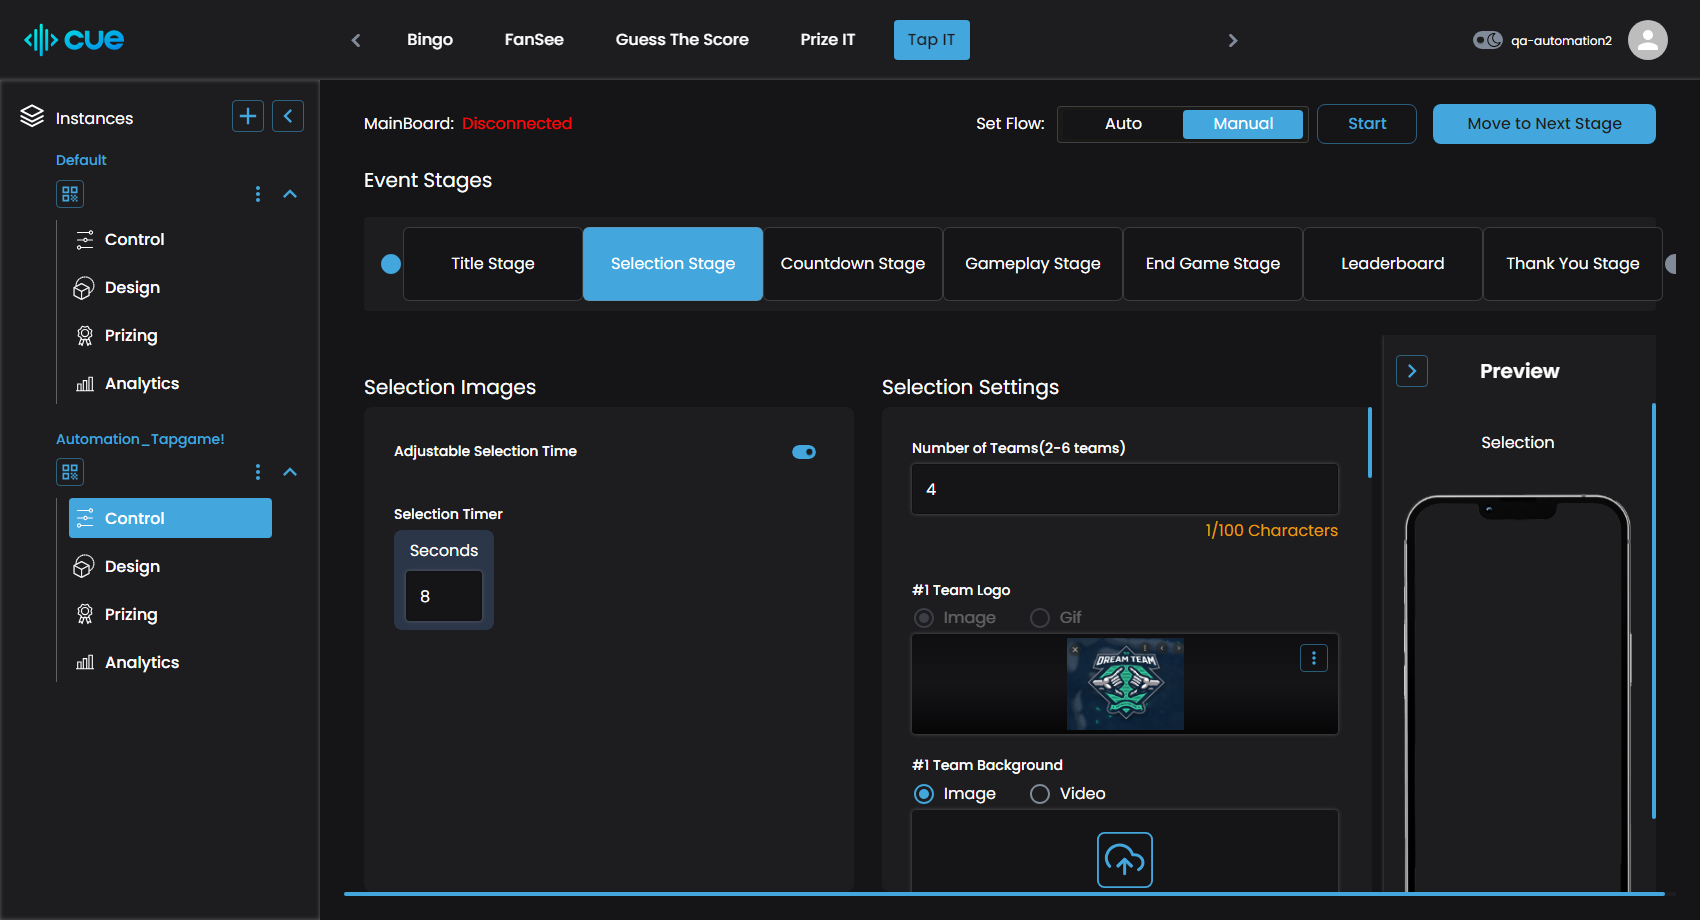 cue
Bingo
FanSee
Guess The Score
Prize IT
Tap IT
qa-automation2
Instances
Default
Control
Design
Prizing
Analytics
Automation_Tapgame!
Control
Design
Prizing
Analytics
MainBoard: Disconnected
Set Flow:
Auto
Manual
Start
Move to Next Stage
Event Stages
Title Stage
Selection Stage
Countdown Stage
Gameplay Stage
End Game Stage
Leaderboard
Thank You Stage
Selection Images
Adjustable Selection Time
Selection Timer
Seconds
8
Selection Settings
Number of Teams(2-6 teams)
4
1/100 Characters
#1 Team Logo
Image
Gif
DREAM TEAM
#1 Team Background
Image
Video
Preview
Selection